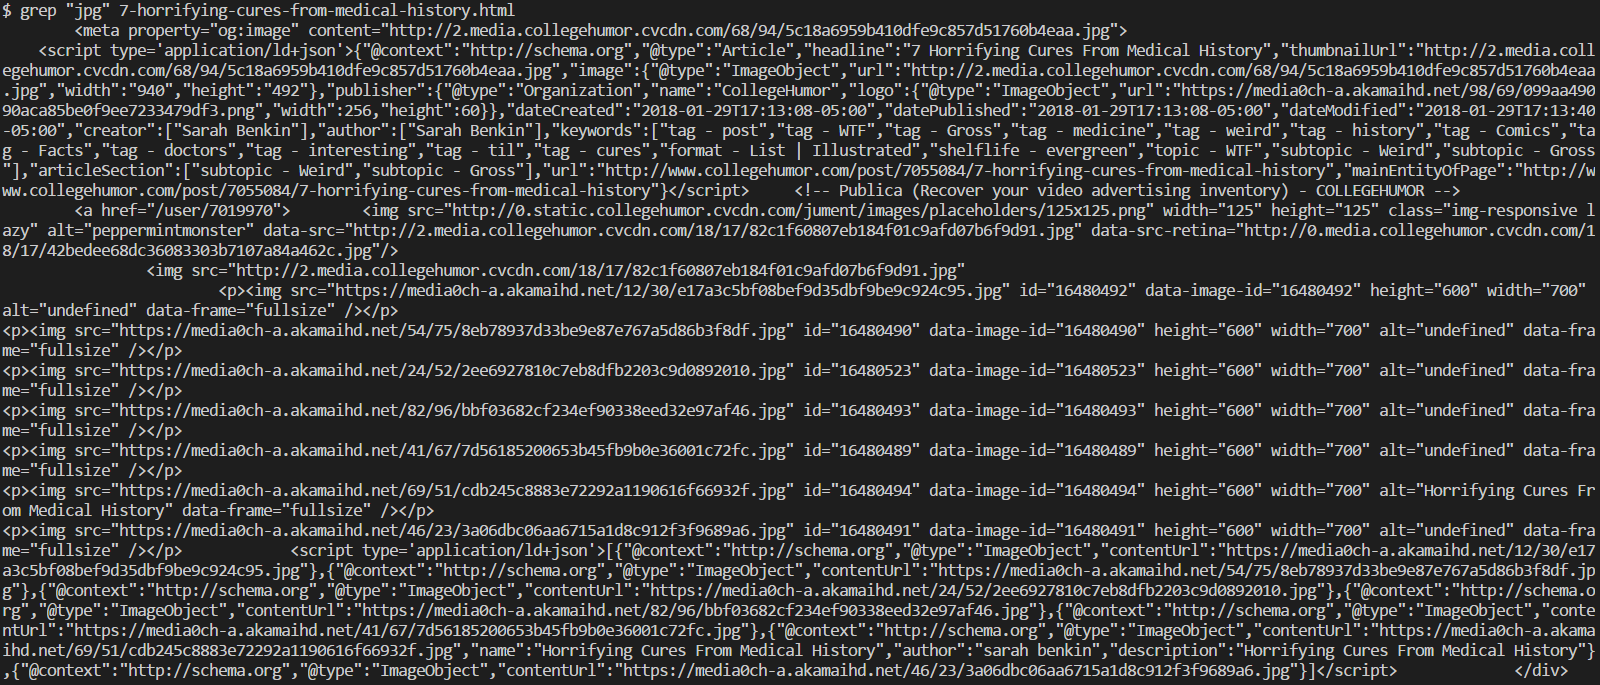 $ grep "jpg" 7-horrifying-cures-from-medical-history.html
<meta property="og:image" content="http://2.media.collegehumor.cvcdn.com/68/94/5c18a6959b410dfe9c857d51760b4eaa.jpg">
<script type='application/ld+json'>{"@context":"http://schema.org","@type":"Article","headline":"7 Horrifying Cures From Medical History","thumbnailUrl":"http://2.media.coll
egehumor.cvcdn.com/68/94/5c18a6959b410dfe9c857d51760b4eaa.jpg","image":{"@type":"ImageObject","url":"http://2.media.collegehumor.cvcdn.com/68/94/5c18a6959b410dfe9c857d51760b4eaa
.jpg","width":"940","height":"492"},"publisher":{"@type":"Organization","name":"CollegeHumor","logo":{"@type":"ImageObject","url":"https://media0ch-a.akamaihd.net/98/69/099aa490
90aca85be0f9ee7233479df3.png","width":256,"height":60}},"dateCreated":"2018-01-29T17:13:08-05:00","datePublished":"2018-01-29T17:13:08-05:00","dateModified":"2018-01-29T17:13:40
-05:00","creator":["Sarah Benkin"],"author":["Sarah Benkin"],"keywords":["tag - post","tag - WTF","tag - Gross","tag - medicine","tag - weird","tag - history","tag - Comics","ta
g - Facts","tag - doctors","tag - interesting","tag - til","tag - cures","format - List | Illustrated","shelflife - evergreen","topic - WTF","subtopic - Weird","subtopic - Gross
"],"articleSection":["subtopic - Weird","subtopic - Gross"],"url":"http://www.collegehumor.com/post/7055084/7-horrifying-cures-from-medical-history","mainEntityOfPage":"http://w
ww.collegehumor.com/post/7055084/7-horrifying-cures-from-medical-history"}</script>     <!-- Publica (Recover your video advertising inventory) - COLLEGEHUMOR -->
<a href="/user/7019970">        <img src="http://0.static.collegehumor.cvcdn.com/jument/images/placeholders/125x125.png" width="125" height="125" class="img-responsive l
azy" alt="peppermintmonster" data-src="http://2.media.collegehumor.cvcdn.com/18/17/82c1f60807eb184f01c9afd07b6f9d91.jpg" data-src-retina="http://0.media.collegehumor.cvcdn.com/1
8/17/42bedee68dc36083303b7107a84a462c.jpg"/>
<img src="http://2.media.collegehumor.cvcdn.com/18/17/82c1f60807eb184f01c9afd07b6f9d91.jpg"
<p><img src="https://media0ch-a.akamaihd.net/12/30/e17a3c5bf08bef9d35dbf9be9c924c95.jpg" id="16480492" data-image-id="16480492" height="600" width="700"
alt="undefined" data-frame="fullsize" /></p>
<p><img src="https://media0ch-a.akamaihd.net/54/75/8eb78937d33be9e87e767a5d86b3f8df.jpg" id="16480490" data-image-id="16480490" height="600" width="700" alt="undefined" data-fra
me="fullsize" /></p>
<p><img src="https://media0ch-a.akamaihd.net/24/52/2ee6927810c7eb8dfb2203c9d0892010.jpg" id="16480523" data-image-id="16480523" height="600" width="700" alt="undefined" data-fra
me="fullsize" /></p>
<p><img src="https://media0ch-a.akamaihd.net/82/96/bbf03682cf234ef90338eed32e97af46.jpg" id="16480493" data-image-id="16480493" height="600" width="700" alt="undefined" data-fra
me="fullsize" /></p>
<p><img src="https://media0ch-a.akamaihd.net/41/67/7d56185200653b45fb9b0e36001c72fc.jpg" id="16480489" data-image-id="16480489" height="600" width="700" alt="undefined" data-fra
me="fullsize" /></p>
<p><img src="https://media0ch-a.akamaihd.net/69/51/cdb245c8883e72292a1190616f66932f.jpg" id="16480494" data-image-id="16480494" height="600" width="700" alt="Horrifying Cures Fr
om Medical History" data-frame="fullsize" /></p>
<p><img src="https://media0ch-a.akamaihd.net/46/23/3a06dbc06aa6715a1d8c912f3f9689a6.jpg" id="16480491" data-image-id="16480491" height="600" width="700" alt="undefined" data-fra
me="fullsize" /></p>            <script type='application/ld+json'>[{"@context":"http://schema.org","@type":"ImageObject","contentUrl":"https://media0ch-a.akamaihd.net/12/30/e17
a3c5bf08bef9d35dbf9be9c924c95.jpg"},{"@context":"http://schema.org","@type":"ImageObject","contentUrl":"https://media0ch-a.akamaihd.net/54/75/8eb78937d33be9e87e767a5d86b3f8df.jp
g"},{"@context":"http://schema.org","@type":"ImageObject","contentUrl":"https://media0ch-a.akamaihd.net/24/52/2ee6927810c7eb8dfb2203c9d0892010.jpg"},{"@context":"http://schema.o
rg","@type":"ImageObject","contentUrl":"https://media0ch-a.akamaihd.net/82/96/bbf03682cf234ef90338eed32e97af46.jpg"},{"@context":"http://schema.org","@type":"ImageObject","conte
ntUrl":"https://media0ch-a.akamaihd.net/41/67/7d56185200653b45fb9b0e36001c72fc.jpg"},{"@context":"http://schema.org","@type":"ImageObject","contentUrl":"https://media0ch-a.akama
ihd.net/69/51/cdb245c8883e72292a1190616f66932f.jpg","name":"Horrifying Cures From Medical History","author":"sarah benkin","description":"Horrifying Cures From Medical History"}
,{"@context":"http://schema.org","@type":"ImageObject","contentUrl":"https://media0ch-a.akamaihd.net/46/23/3a06dbc06aa6715a1d8c912f3f9689a6.jpg"}]</script>             </div>